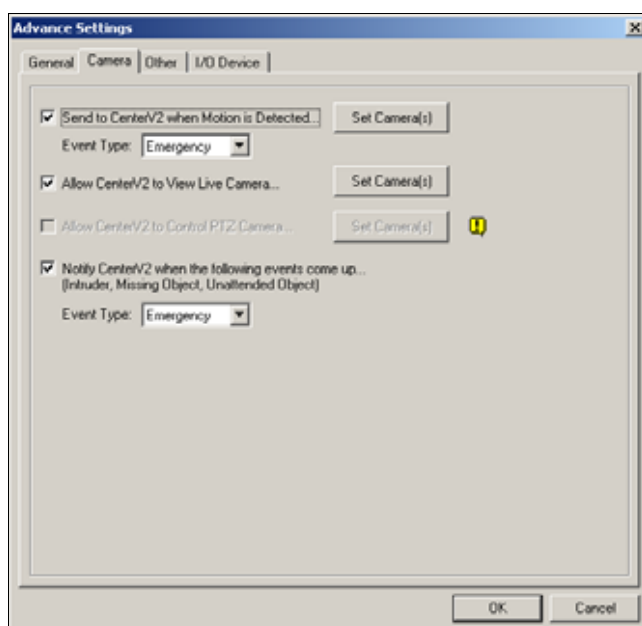 Advance Settings
General Camera Other I/O Device
Send to CenterV2 when Motion is Detected... Set Camera(s)
Event Type: Emergency
Allow CenterV2 to View Live Camera... Set Camera(s)
Allow CenterV2 to Control PTZ Camera... Set Camera(s)
Notify CenterV2 when the following events come up...
(Intruder, Missing Object, Unattended Object)
Event Type: Emergency
OK Cancel